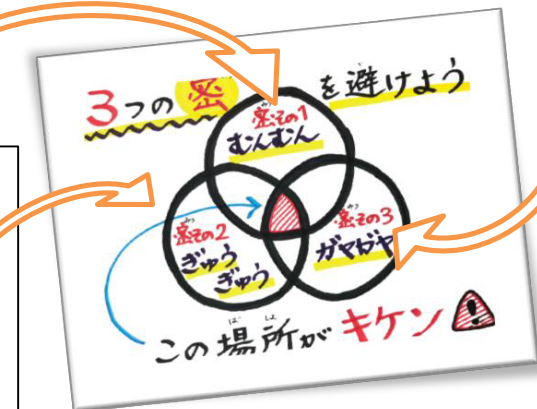 3つの密を避けよう
密その1
むんむん
密その2
ぎゅう
ぎゅう
密その3
ガヤガヤ
この場所がキケン